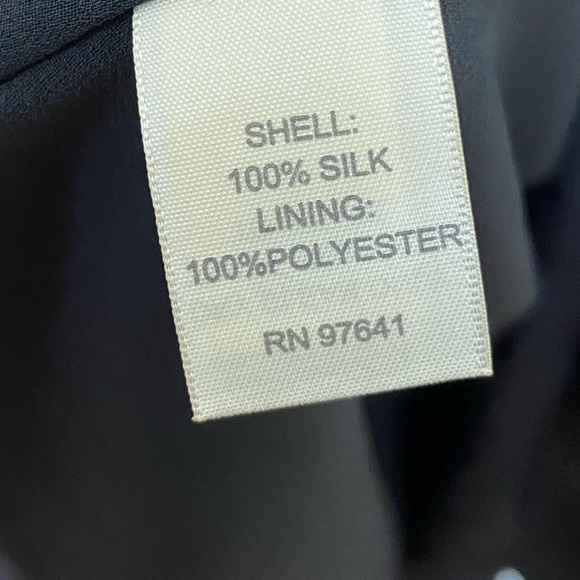 SHELL:
100% SILK
LINING:
100%POLYESTER
RN 97641